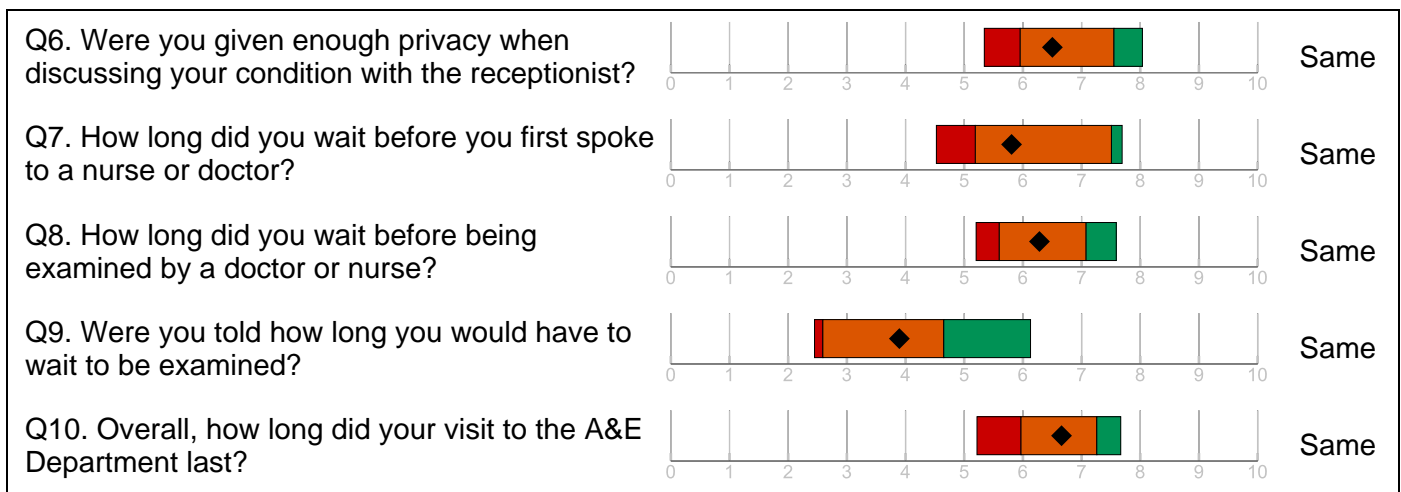 Q6. Were you given enough privacy when
discussing your condition with the receptionist?
0 1 2 3 4 5 6 7 8 9 10
Same
Q7. How long did you wait before you first spoke
to a nurse or doctor?
0 1 2 3 4 5 6 7 8 9 10
Same
Q8. How long did you wait before being
examined by a doctor or nurse?
0 1 2 3 4 5 6 7 8 9 10
Same
Q9. Were you told how long you would have to
wait to be examined?
0 1 2 3 4 5 6 7 8 9 10
Same
Q10. Overall, how long did your visit to the A&E
Department last?
0 1 2 3 4 5 6 7 8 9 10
Same